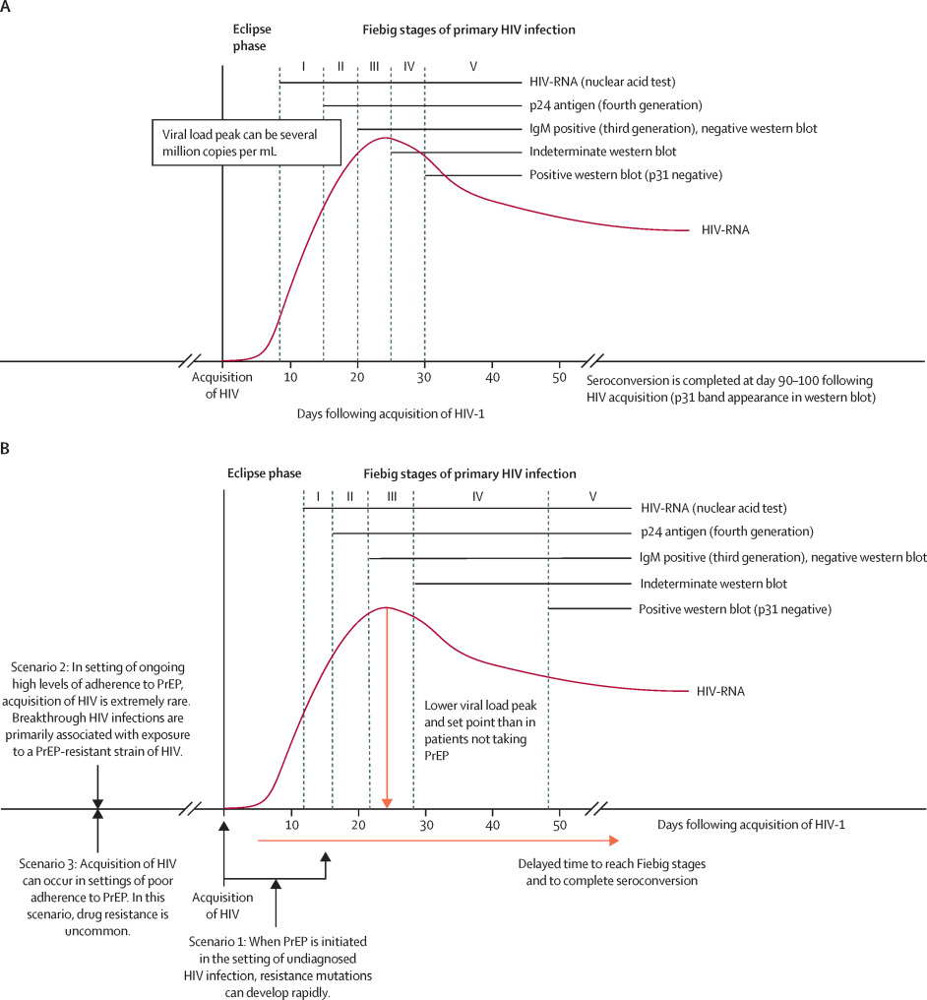 A
Eclipse
phase
Fiebig stages of primary HIV infection
I II III IV V
HIV-RNA (nuclear acid test)
p24 antigen (fourth generation)
IgM positive (third generation), negative western blot
Viral load peak can be several
million copies per mL
Indeterminate western blot
Positive western blot (p31 negative)
HIV-RNA
Acquisition
of HIV
10 20 30 40 50
Seroconversion is completed at day 90–100 following
HIV acquisition (p31 band appearance in western blot)
Days following acquisition of HIV-1
B
Eclipse phase
Fiebig stages of primary HIV infection
I II III IV V
HIV-RNA (nuclear acid test)
p24 antigen (fourth generation)
IgM positive (third generation), negative western blot
Indeterminate western blot
Positive western blot (p31 negative)
Scenario 2: In setting of ongoing
high levels of adherence to PrEP,
acquisition of HIV is extremely rare.
Breakthrough HIV infections are
primarily associated with exposure
to a PrEP-resistant strain of HIV.
HIV-RNA
Lower viral load peak
and set point than in
patients not taking
PrEP
10 20 30 40 50
Days following acquisition of HIV-1
Scenario 3: Acquisition of HIV
can occur in settings of poor
adherence to PrEP. In this
scenario, drug resistance is
uncommon.
Delayed time to reach Fiebig stages
and to complete seroconversion
Acquisition
of HIV
Scenario 1: When PrEP is initiated
in the setting of undiagnosed
HIV infection, resistance mutations
can develop rapidly.